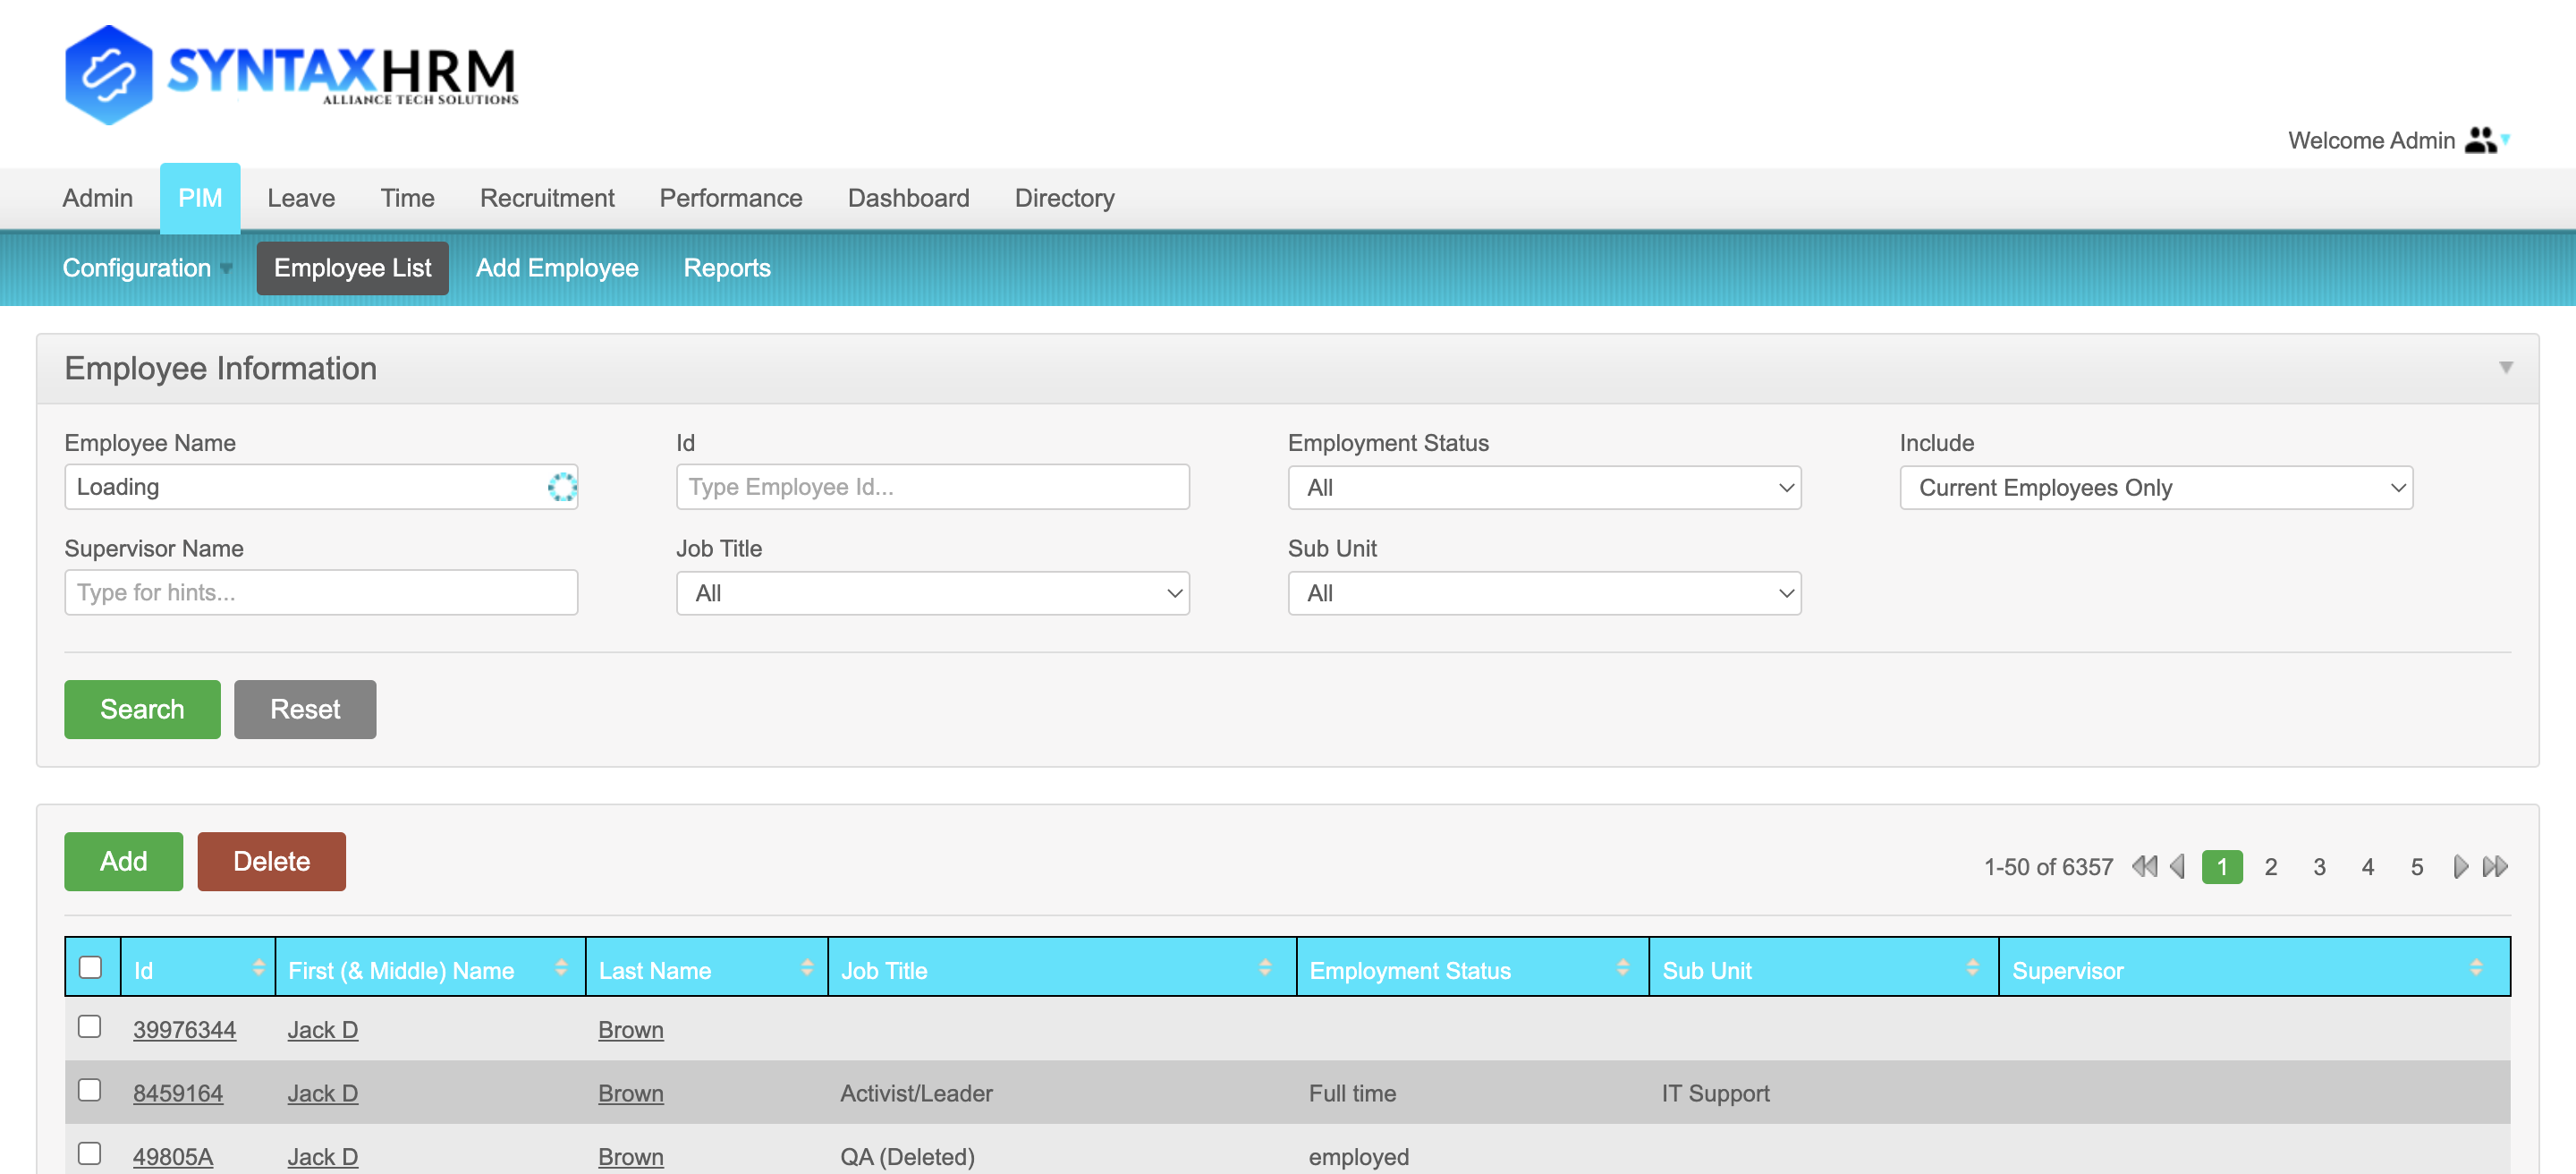 SYNTAXHRM
ALLIANCE TECH SOLUTIONS
Welcome Admin
Admin PIM Leave Time Recruitment Performance Dashboard Directory
Configuration Employee List Add Employee Reports
Employee Information
Employee Name Id Employment Status Include
Loading Type Employee Id... All Current Employees Only
Supervisor Name Job Title Sub Unit
Type for hints... All All
Search Reset
Add Delete 1-50 of 6357 1 2 3 4 5
Id First (& Middle) Name Last Name Job Title Employment Status Sub Unit Supervisor
39976344 Jack D Brown
8459164 Jack D Brown Activist/Leader Full time IT Support
49805A Jack D Brown QA (Deleted) employed